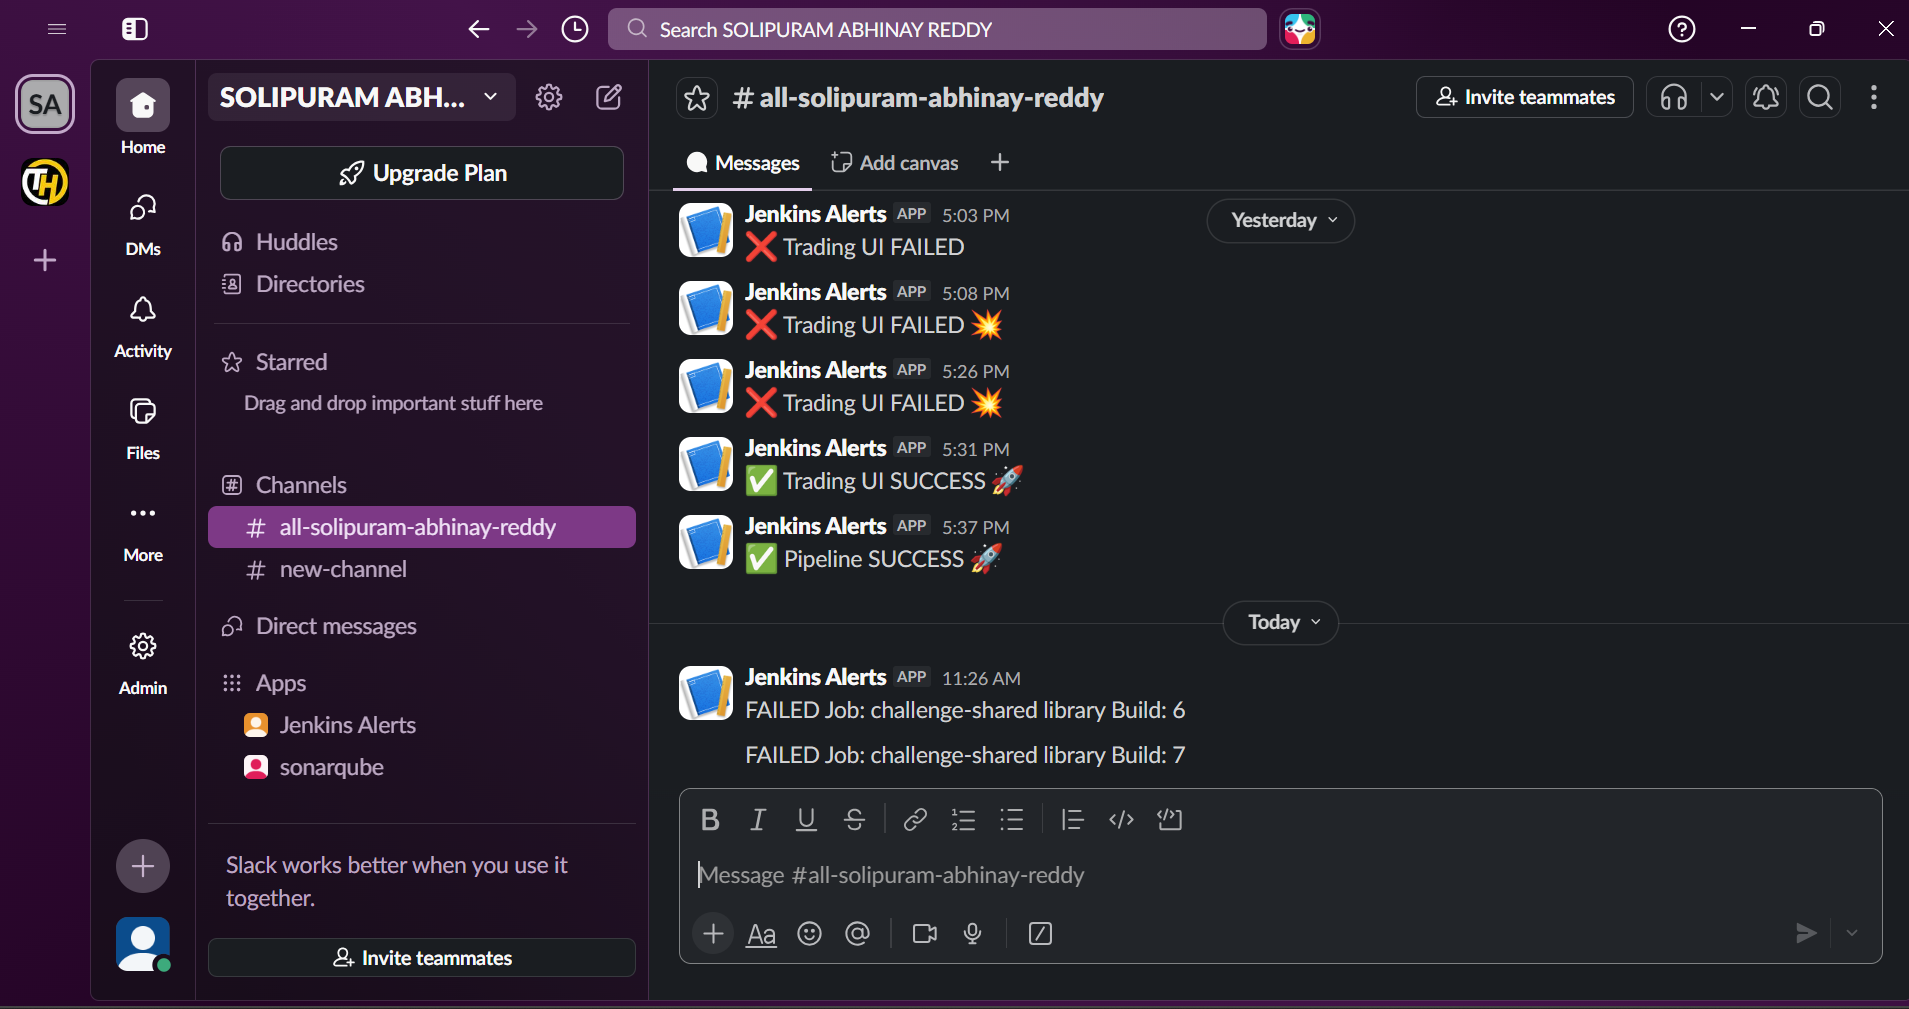 Search SOLIPURAM ABHINAY REDDY
SA
TH
Home
DMs
Activity
Files
More
Admin
SOLIPURAM ABH...
Upgrade Plan
Huddles
Directories
Starred
Drag and drop important stuff here
Channels
# all-solipuram-abhinay-reddy
# new-channel
Direct messages
Apps
Jenkins Alerts
sonarqube
Slack works better when you use it
together.
Invite teammates
# all-solipuram-abhinay-reddy
Invite teammates
Messages
Add canvas
Yesterday
Jenkins Alerts APP 5:03 PM
❌ Trading UI FAILED
Jenkins Alerts APP 5:08 PM
❌ Trading UI FAILED 💥
Jenkins Alerts APP 5:26 PM
❌ Trading UI FAILED 💥
Jenkins Alerts APP 5:31 PM
✅ Trading UI SUCCESS 🚀
Jenkins Alerts APP 5:37 PM
✅ Pipeline SUCCESS 🚀
Today
Jenkins Alerts APP 11:26 AM
FAILED Job: challenge-shared library Build: 6
FAILED Job: challenge-shared library Build: 7
B I U S
Message #all-solipuram-abhinay-reddy
Aa